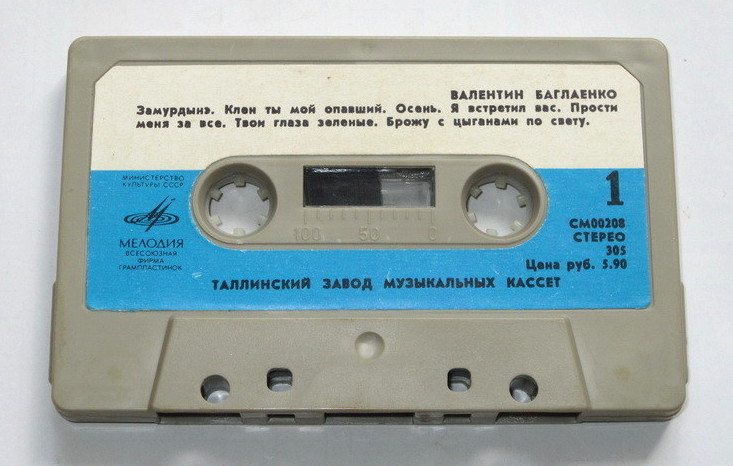 ВАЛЕНТИН БАГЛАЕНКО
Замурдынэ. Клен ты мой опавший. Осень. Я встретил вас. Прости
меня за все. Твои глаза зеленые. Брожу с цыганами по свету.
МИНИСТЕРСТВО
КУЛЬТУРЫ СССР
МЕЛОДИЯ
ВСЕСОЮЗНАЯ
ФИРМА
ГРАМПЛАСТИНОК
100 50 0
1
СМ00208
СТЕРЕО
305
Цена руб. 5.90
ТАЛЛИНСКИЙ ЗАВОД МУЗЫКАЛЬНЫХ КАССЕТ